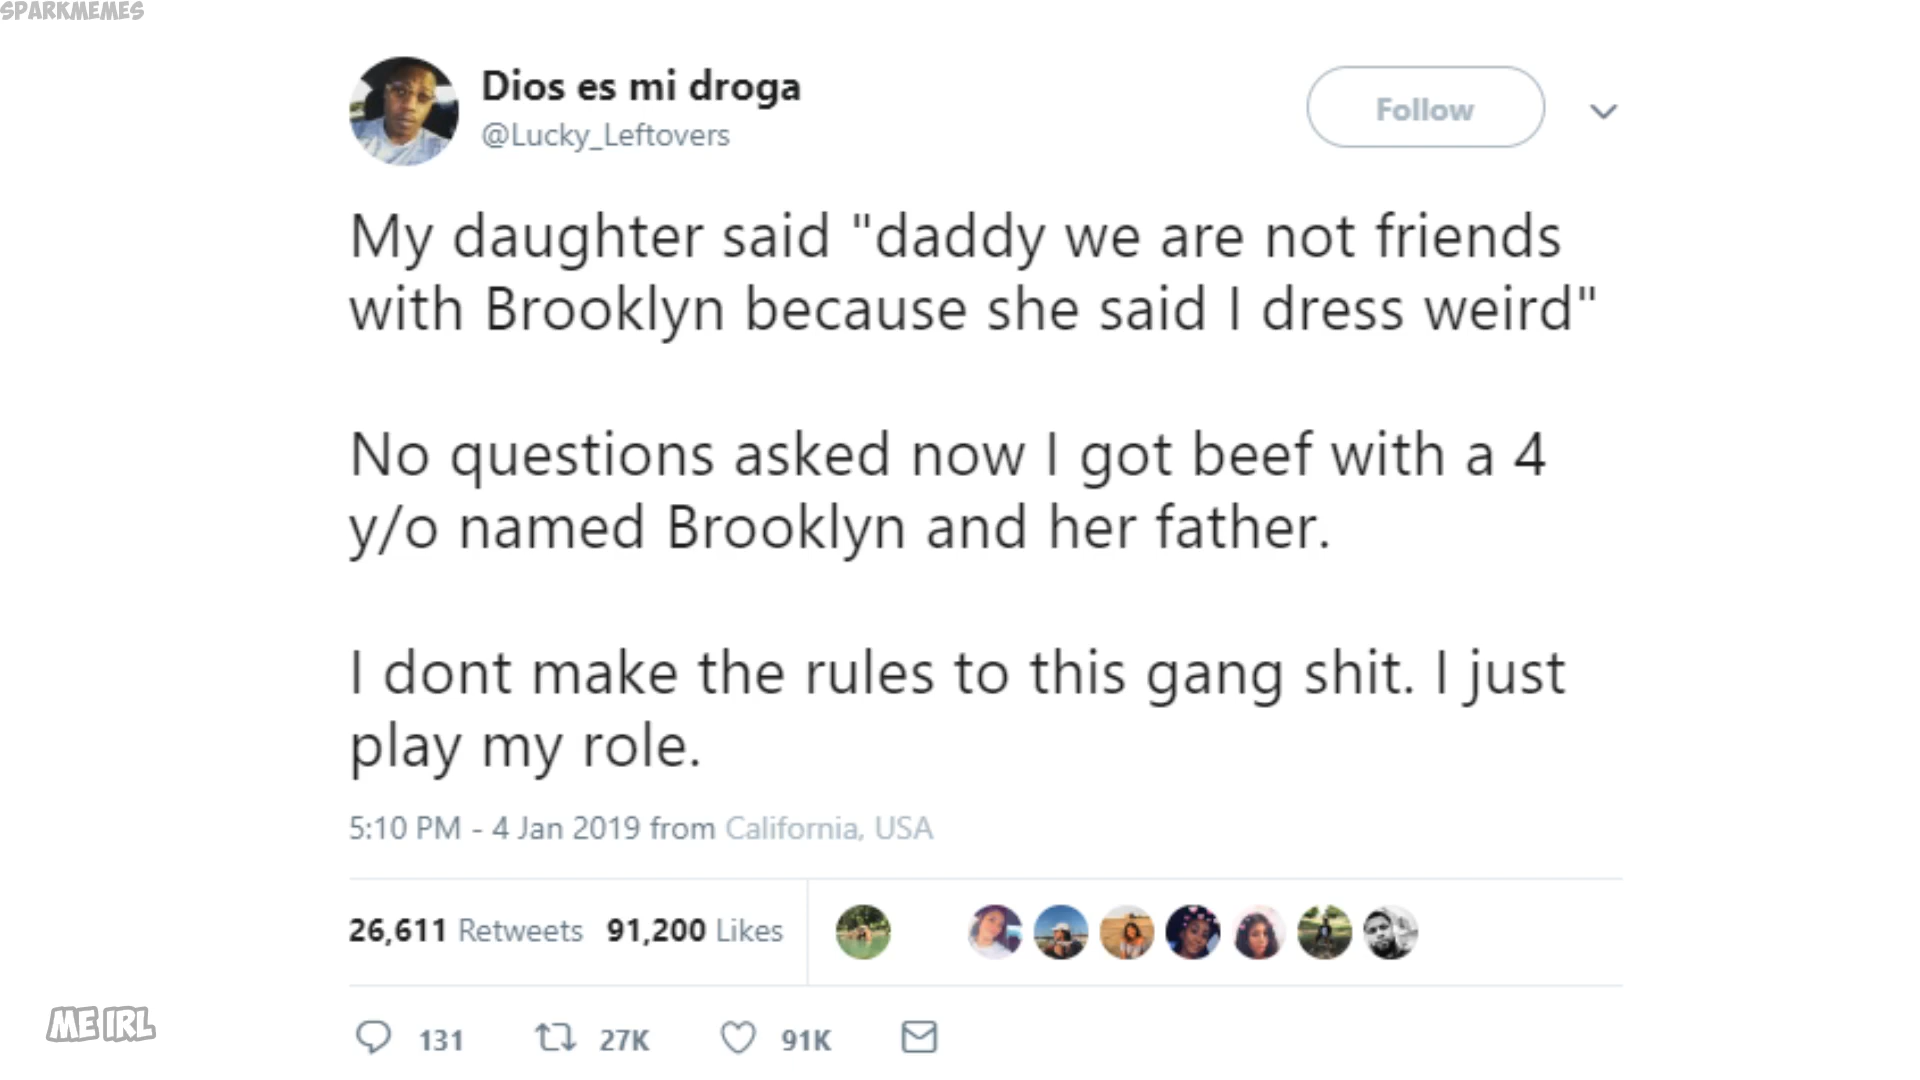 SPARKMEMES
Dios es mi droga
@Lucky_Leftovers
Follow
My daughter said "daddy we are not friends
with Brooklyn because she said I dress weird"
No questions asked now I got beef with a 4
y/o named Brooklyn and her father.
I dont make the rules to this gang shit. I just
play my role.
5:10 PM - 4 Jan 2019 from California, USA
26,611 Retweets 91,200 Likes
131 27K 91K
ME IRL